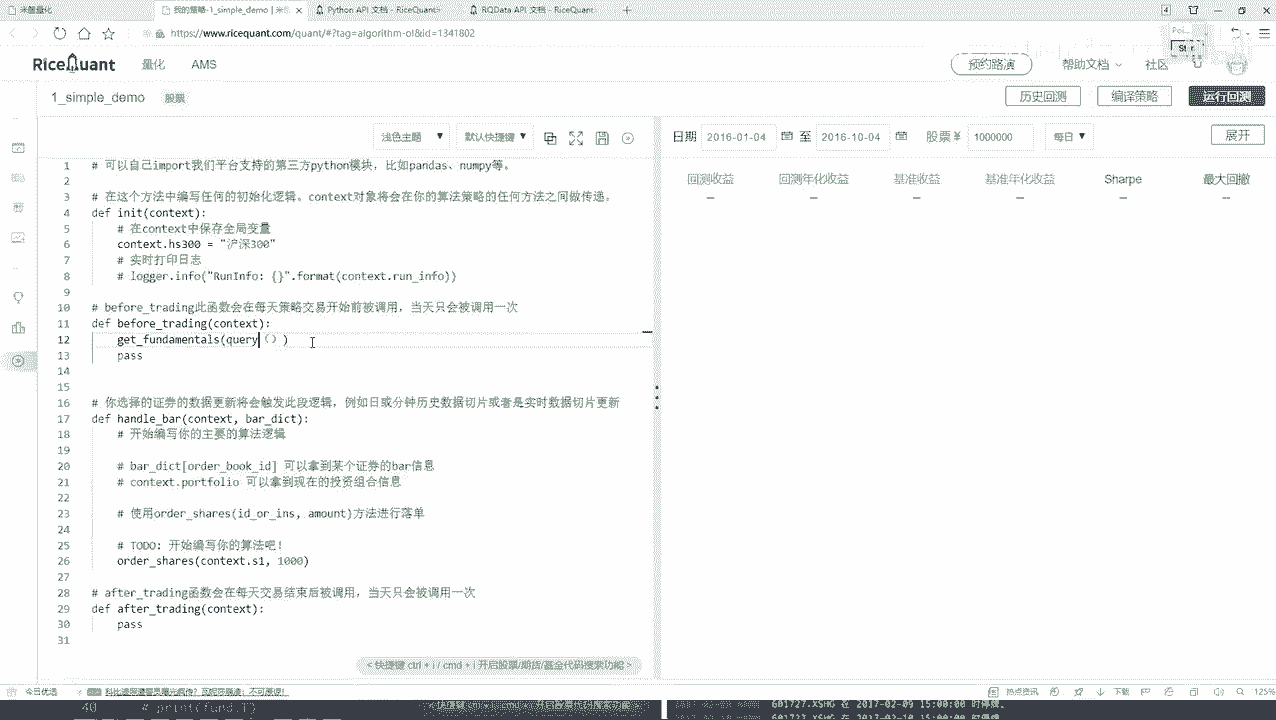 米筐量化
我的策略-1_simple_demo | 米
Python API 文档 - RiceQuant
RQData API 文档 - RiceQuant
https://www.ricequant.com/quant/#?tag=algorithm-ol&id=1341802
RiceQuant 量化 AMS 预约路演 帮助文档 社区
1_simple_demo 股票 历史回测 编译策略 运行回测
浅色主题 默认快捷键 日期 2016-01-04 至 2016-10-04 股票 ¥ 1000000 每日 展开
回测收益 回测年化收益 基准收益 基准年化收益 Sharpe 最大回撤
-- -- -- -- -- --
1 # 可以自己import我们平台支持的第三方python模块，比如pandas、numpy等。
2
3 # 在这个方法中编写任何的初始化逻辑。context对象将会在你的算法策略的任何方法之间做传递。
4 def init(context):
5 # 在context中保存全局变量
6 context.hs300 = "沪深300"
7 # 实时打印日志
8 # logger.info("RunInfo: {}".format(context.run_info))
9
10 # before_trading此函数会在每天策略交易开始前被调用，当天只会被调用一次
11 def before_trading(context):
12 get_fundamentals(query () )
13 pass
14
15
16 # 你选择的证券的数据更新将会触发此段逻辑，例如日或分钟历史数据切片或者是实时数据切片更新
17 def handle_bar(context, bar_dict):
18 # 开始编写你的主要的算法逻辑
19
20 # bar_dict[order_book_id] 可以拿到某个证券的bar信息
21 # context.portfolio 可以拿到现在的投资组合信息
22
23 # 使用order_shares(id_or_ins, amount)方法进行落单
24
25 # TODO: 开始编写你的算法吧！
26 order_shares(context.s1, 1000)
27
28 # after_trading函数会在每天交易结束后被调用，当天只会被调用一次
29 def after_trading(context):
30 pass
31
< 快捷键 ctrl + i / cmd + i 开启股票/期货/基金代码搜索功能 >
今日优选 热点资讯 下载 125%
40 # print(fund.T)
601727.XSHG 在 2017-02-09 15:00:00 时停牌.